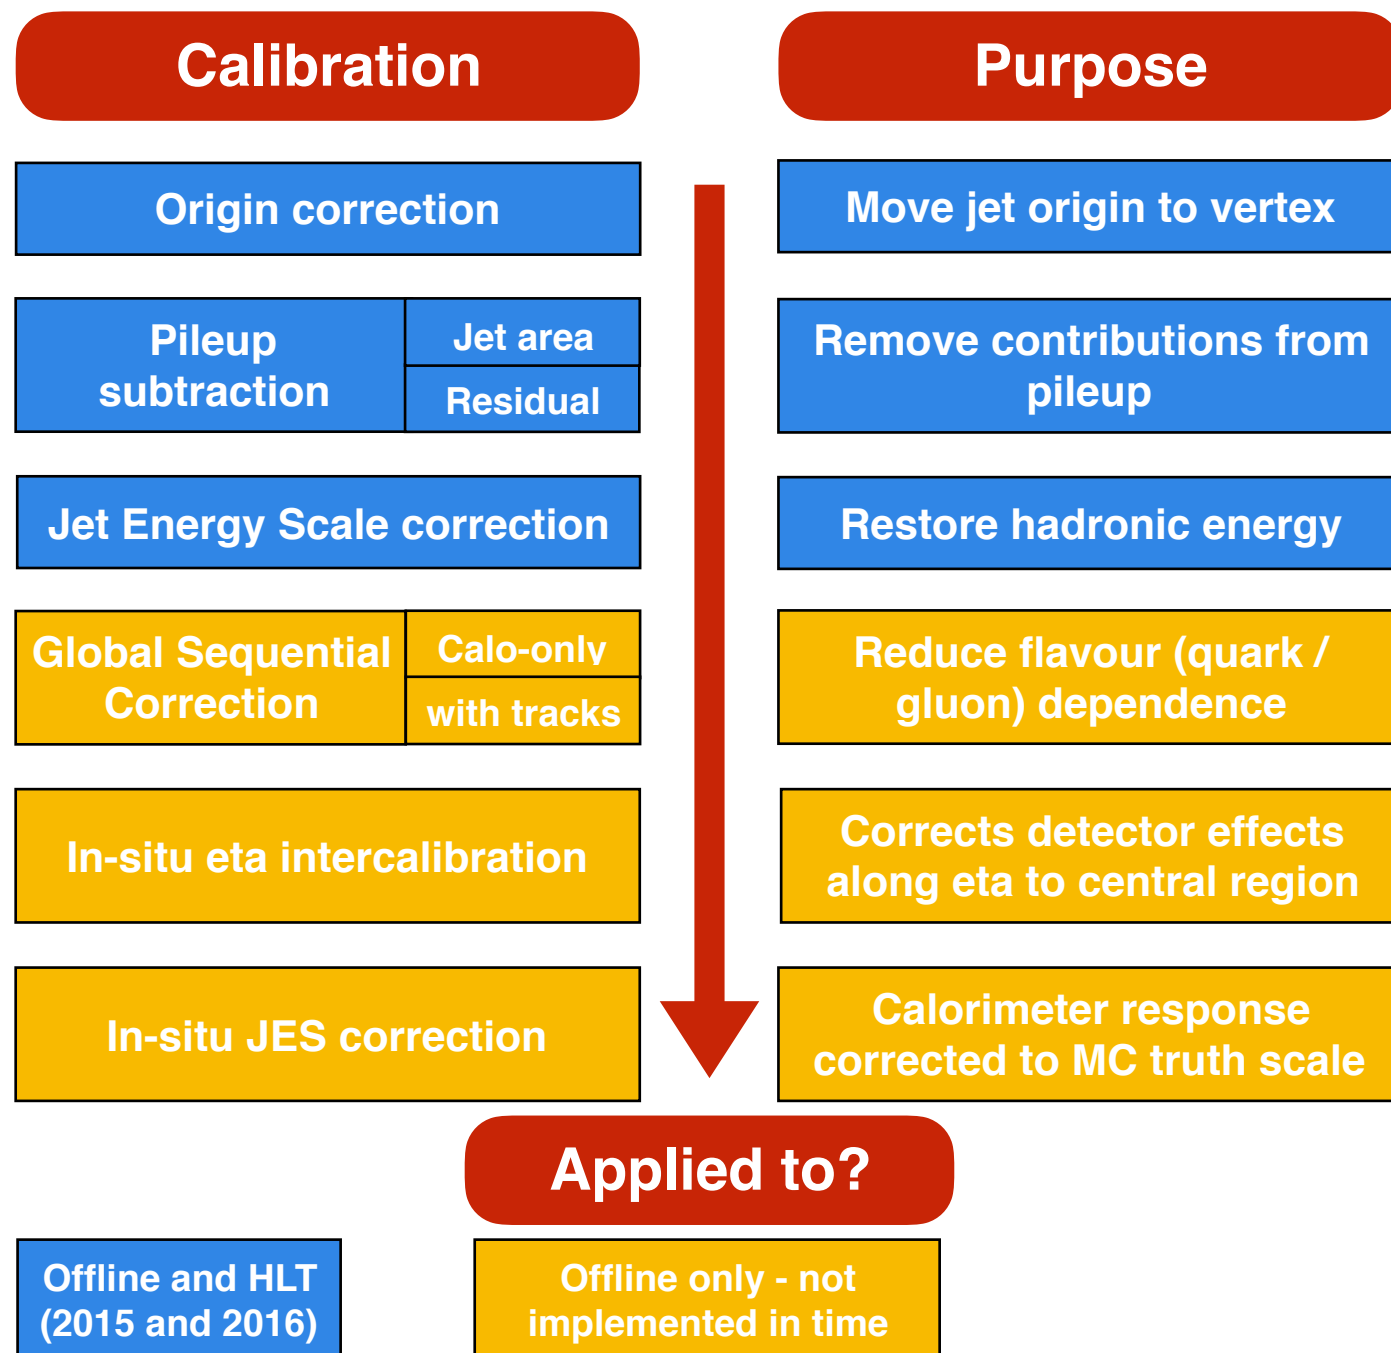 Calibration
Purpose
Origin correction
Move jet origin to vertex
Pileup
subtraction
Jet area
Residual
Remove contributions from
pileup
Jet Energy Scale correction
Restore hadronic energy
Global Sequential
Correction
Calo-only
with tracks
Reduce flavour (quark /
gluon) dependence
In-situ eta intercalibration
Corrects detector effects
along eta to central region
In-situ JES correction
Calorimeter response
corrected to MC truth scale
Applied to?
Offline and HLT
(2015 and 2016)
Offline only - not
implemented in time